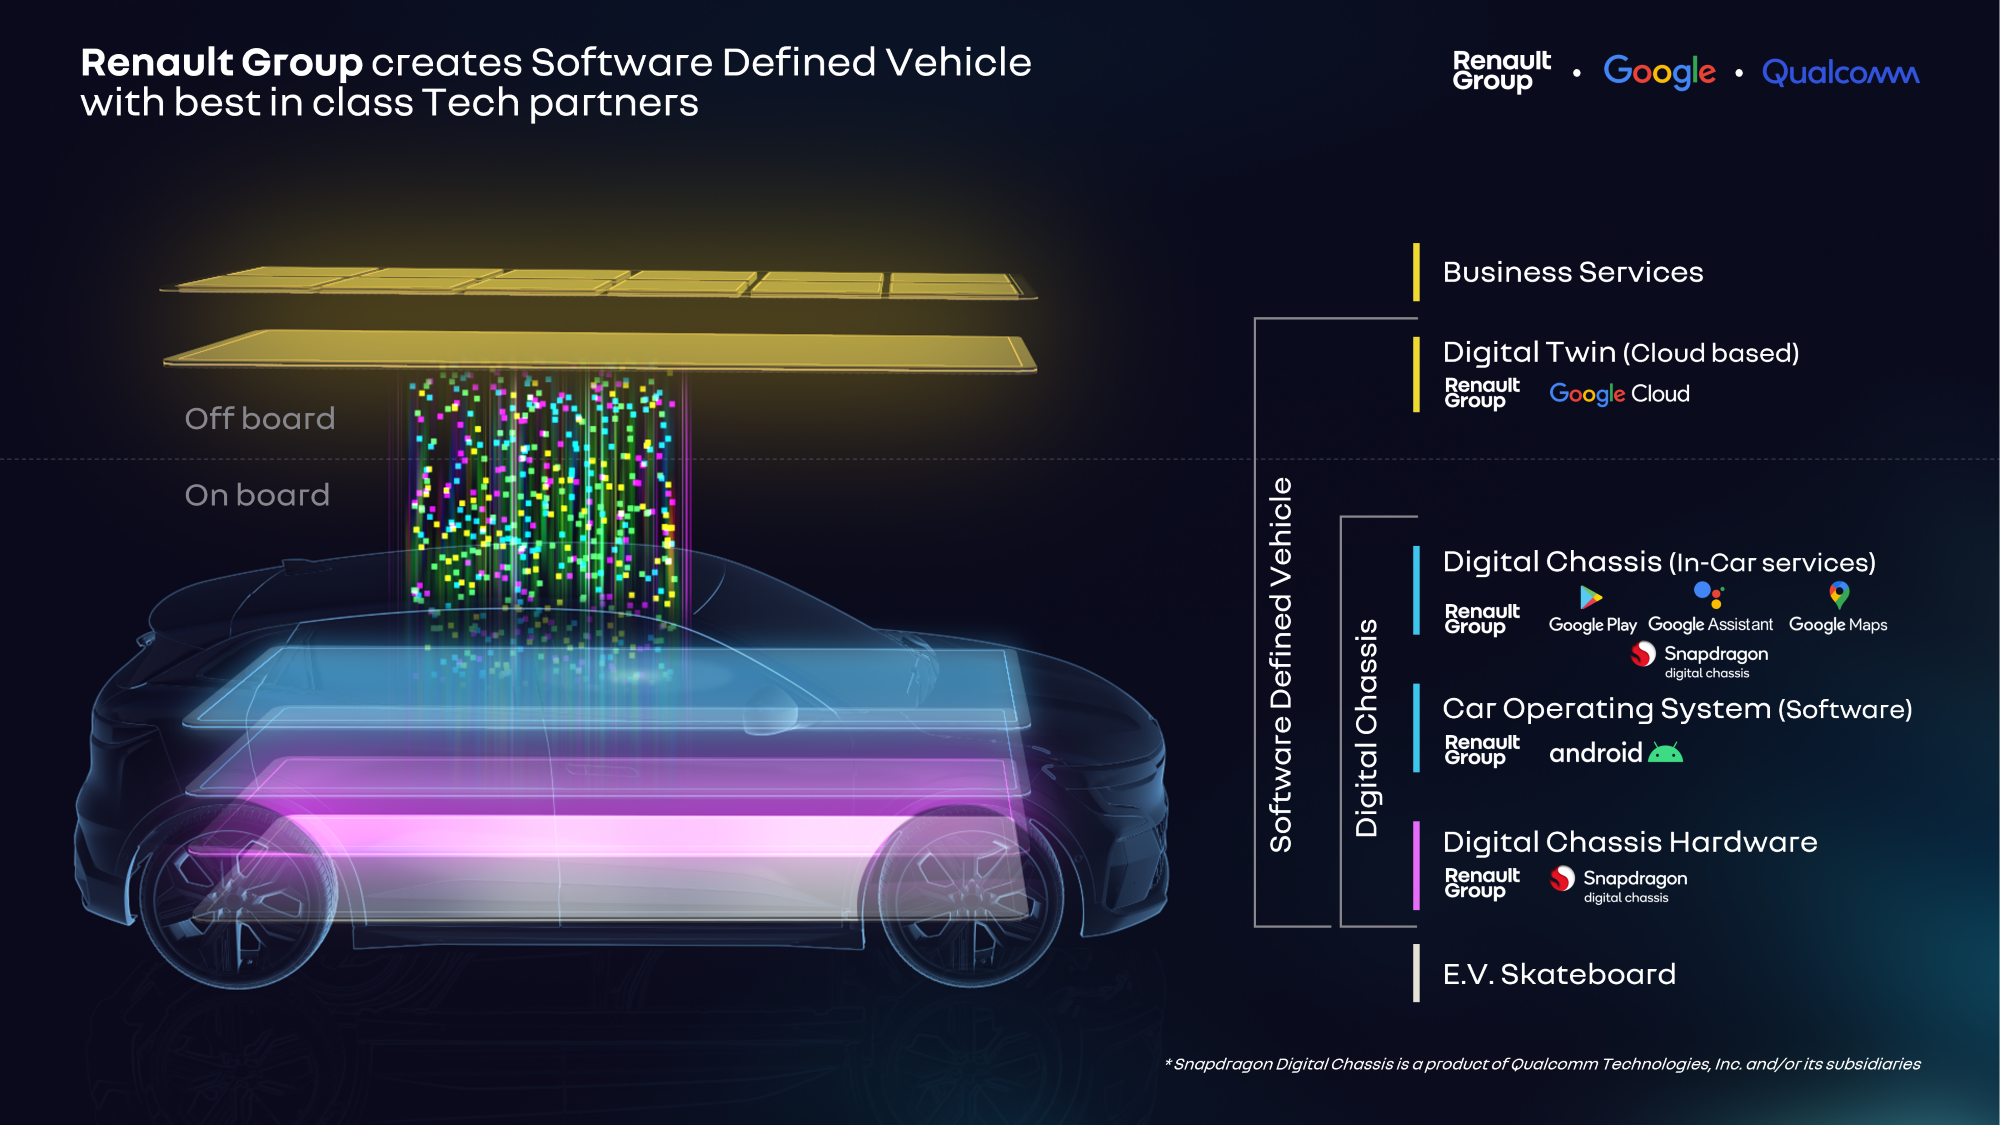 Renault Group creates Software Defined Vehicle
with best in class Tech partners
Renault
Group
• Google • Qualcomm
Off board
On board
Software Defined Vehicle
Digital Chassis
Business Services
Digital Twin (Cloud based)
Renault
Group
Google Cloud
Digital Chassis (In-Car services)
Renault
Group
Google Play Google Assistant Google Maps
Snapdragon
digital chassis
Car Operating System (Software)
Renault
Group
android
Digital Chassis Hardware
Renault
Group
Snapdragon
digital chassis
E.V. Skateboard
* Snapdragon Digital Chassis is a product of Qualcomm Technologies, Inc. and/or its subsidiaries